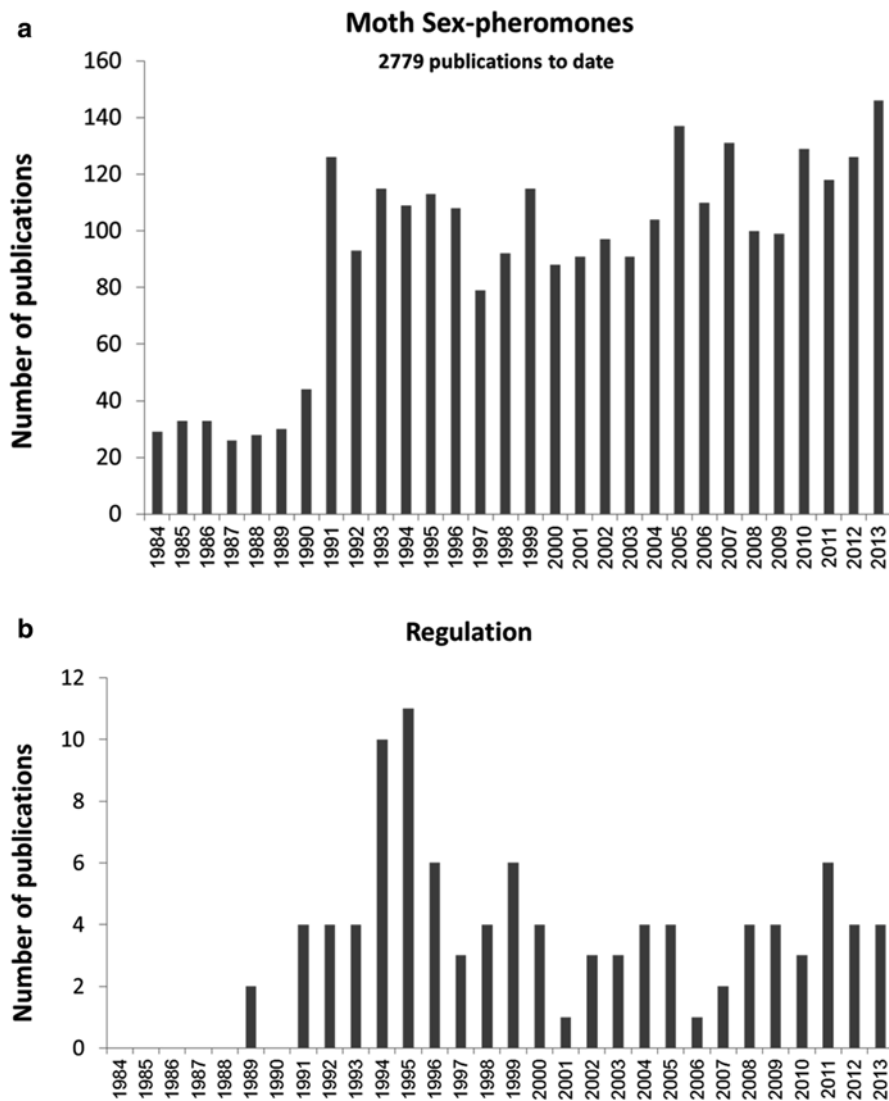 a
Moth Sex-pheromones
2779 publications to date
Number of publications
160
140
120
100
80
60
40
20
0
1984 1985 1986 1987 1988 1989 1990 1991 1992 1993 1994 1995 1996 1997 1998 1999 2000 2001 2002 2003 2004 2005 2006 2007 2008 2009 2010 2011 2012 2013
b
Regulation
Number of publications
12
10
8
6
4
2
0
1984 1985 1986 1987 1988 1989 1990 1991 1992 1993 1994 1995 1996 1997 1998 1999 2000 2001 2002 2003 2004 2005 2006 2007 2008 2009 2010 2011 2012 2013